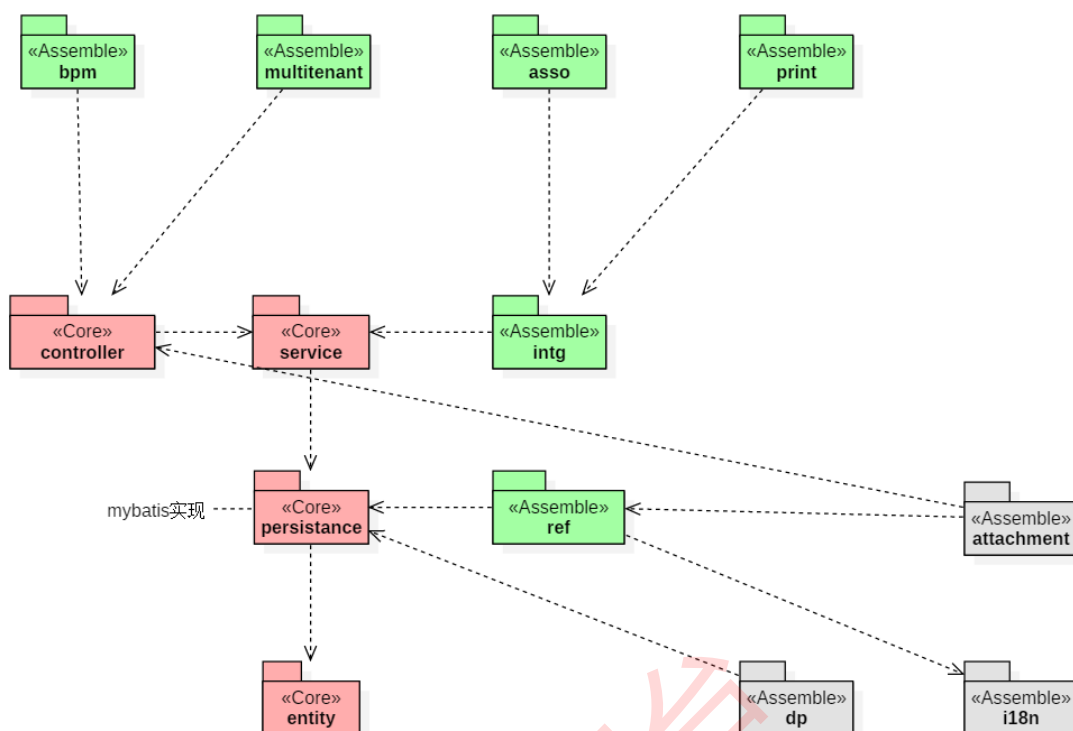 «Assemble»
bpm
«Assemble»
multitenant
«Assemble»
asso
«Assemble»
print
«Core»
controller
«Core»
service
«Assemble»
intg
mybatis实现
«Core»
persistance
«Assemble»
ref
«Assemble»
attachment
«Core»
entity
«Assemble»
dp
«Assemble»
i18n